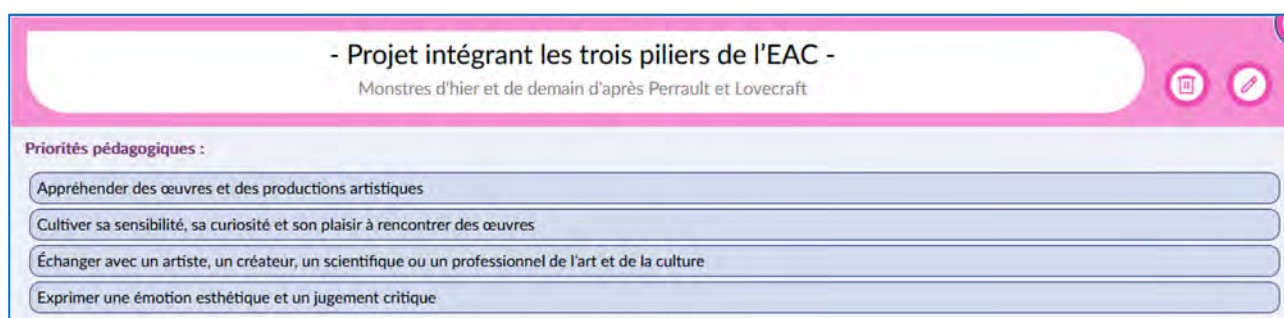 - Projet intégrant les trois piliers de l’EAC -
Monstres d'hier et de demain d'après Perrault et Lovecraft
Priorités pédagogiques :
Appréhender des œuvres et des productions artistiques
Cultiver sa sensibilité, sa curiosité et son plaisir à rencontrer des œuvres
Échanger avec un artiste, un créateur, un scientifique ou un professionnel de l'art et de la culture
Exprimer une émotion esthétique et un jugement critique